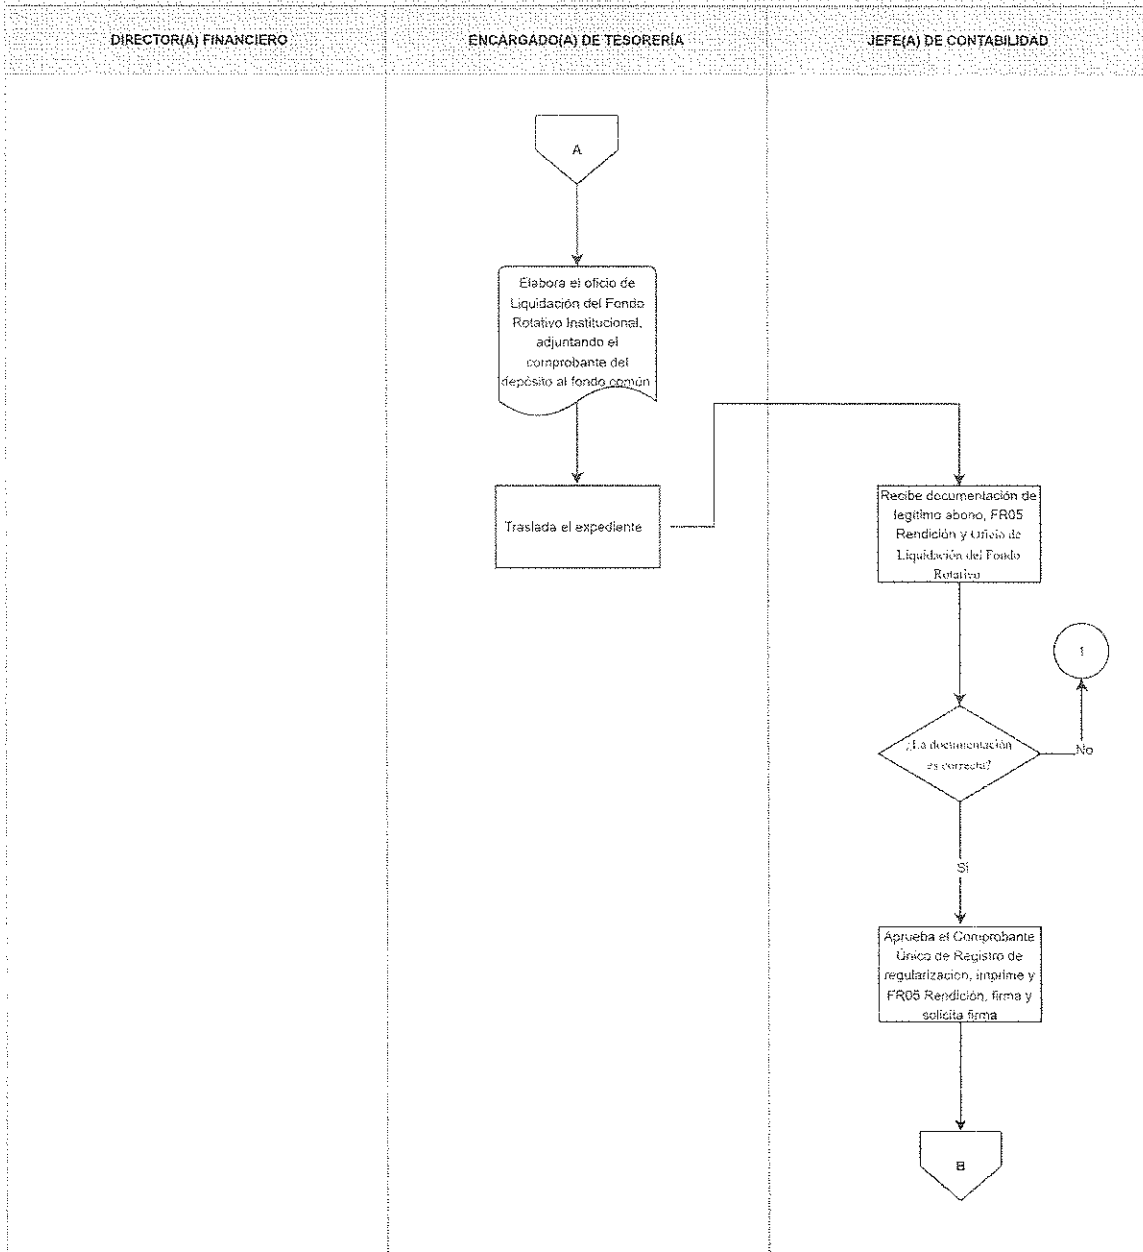 DIRECTOR(A) FINANCIERO
ENCARGADO(A) DE TESORERÍA
JEFE(A) DE CONTABILIDAD
A
Elabora el oficio de
Liquidación del Fondo
Rotativo Institucional,
adjuntando el
comprobante del
depósito al fondo común
Traslada el expediente
Recibe documentación de
legítimo abono, FR05
Rendición y Oficio de
Liquidación del Fondo
Rotativo
1
¿La documentación
es correcta?
No
Sí
Aprueba el Comprobante
Único de Registro de
regularizacion, imprime y
FR05 Rendición, firma y
solicita firma
B